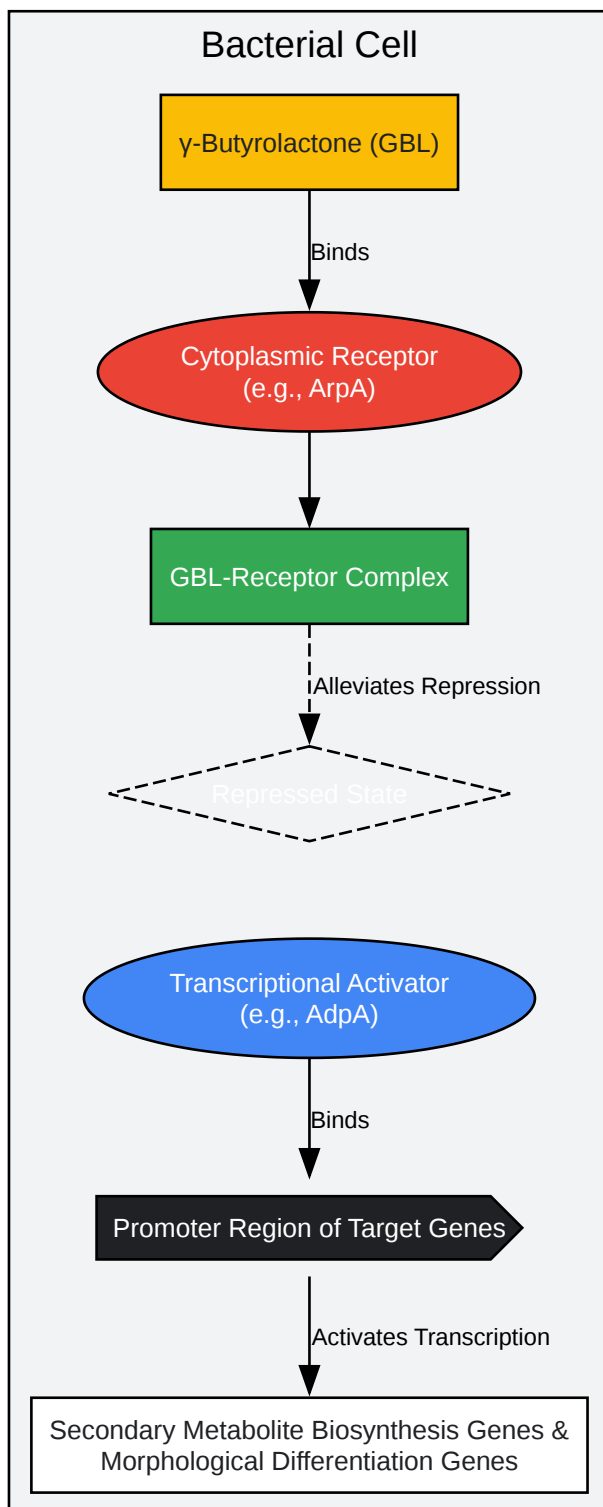 Bacterial Cell
γ-Butyrolactone (GBL)
Binds
Cytoplasmic Receptor
(e.g., ArpA)
GBL-Receptor Complex
Alleviates Repression
Repressed State
Transcriptional Activator
(e.g., AdpA)
Binds
Promoter Region of Target Genes
Activates Transcription
Secondary Metabolite Biosynthesis Genes &
Morphological Differentiation Genes